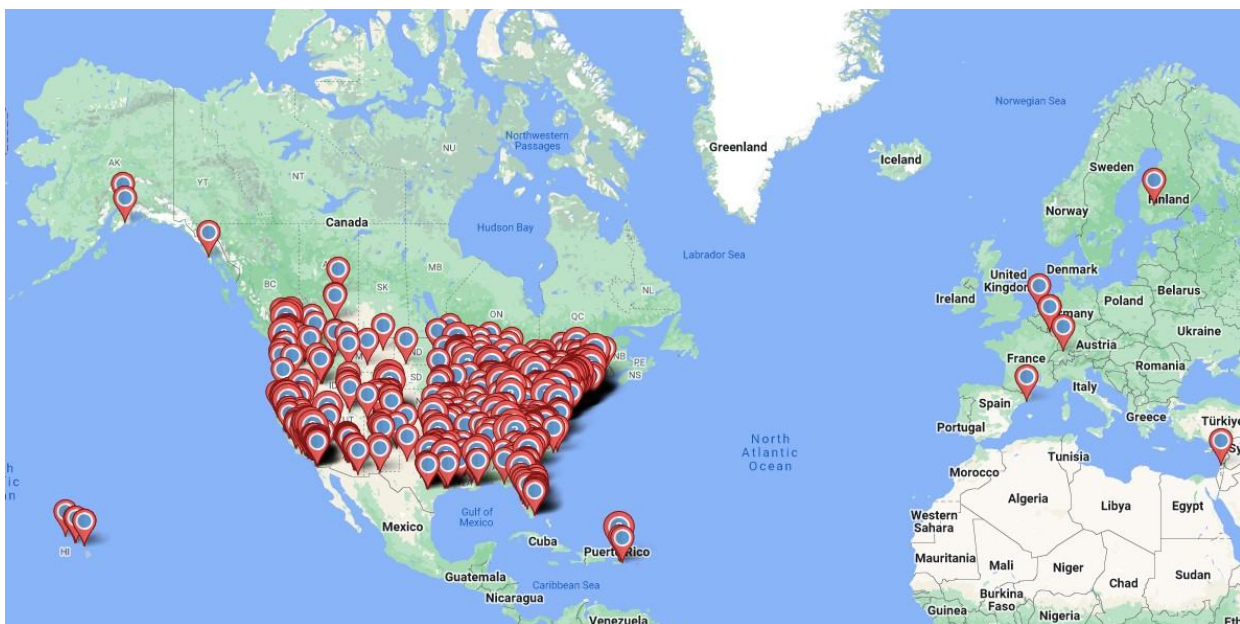 Norwegian Sea
Northwestern
Passages
AK
NU
Greenland
Iceland
Sweden
YT
NT
Finland
Norway
Canada
Hudson Bay
Labrador Sea
MB
BC
SK
Denmark
United
Kingdom
Ireland
Belarus
Poland
NL
ON
QC
Ukraine
Austria
France
Romania
NB
PE
NS
ND
SD
Italy
Spain
Greece
Türkiye
Portugal
UT
North
Atlantic
Ocean
Tunisia
Morocco
Algeria
Libya
Egypt
Gulf of
Mexico
Western
Sahara
Mexico
Cuba
HI
Puerto Rico
Mauritania
Mali
Niger
Chad
Sudan
Guatemala
Caribbean Sea
Nicaragua
Burkina
Faso
Guinea
Nigeria
Venezuela